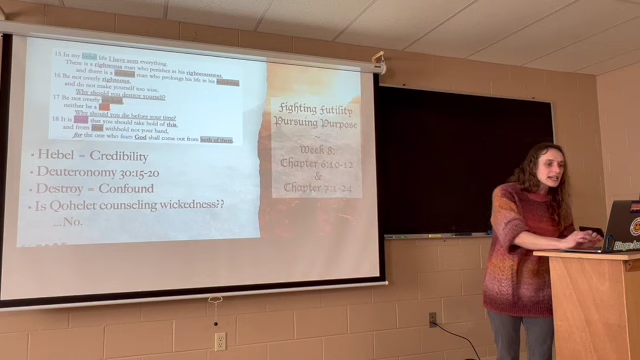 15 In my hebel life I have seen everything.
There is a righteous man who perishes in his righteousness,
and there is a wicked man who prolongs his life in his
16 Be not overly righteous,
and do not make yourself too wise.
Why should you destroy yourself?
17 Be not overly
neither be a
Why should you die before your time?
18 It is that you should take hold of this,
and from withhold not your hand,
for the one who fears God shall come out from both of them.
• Hebel = Credibility
• Deuteronomy 30:15-20
• Destroy = Confound
• Is Qohelet counseling wickedness??
...No.
Fighting Futility
Pursuing Purpose
~
Week 8:
Chapter 6:10-12
&
Chapter 7:1-24